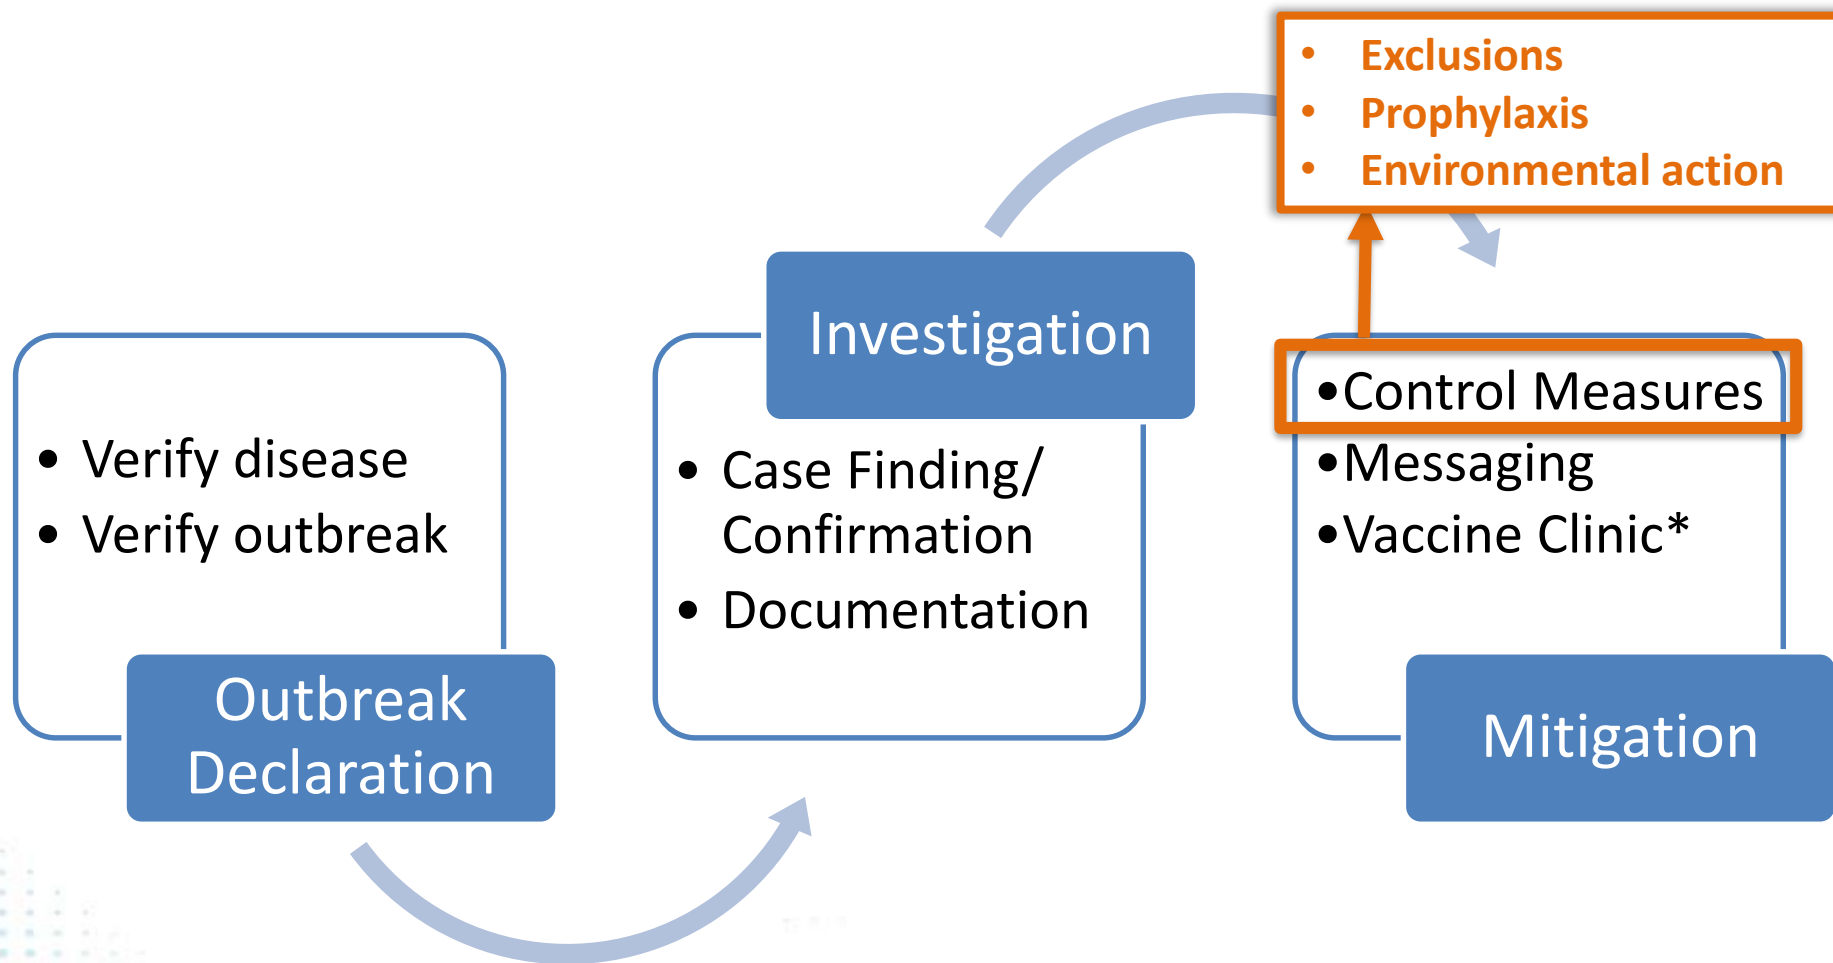 • Exclusions
• Prophylaxis
• Environmental action
• Verify disease
• Verify outbreak
Outbreak
Declaration
Investigation
• Case Finding/
Confirmation
• Documentation
•Control Measures
•Messaging
•Vaccine Clinic*
Mitigation